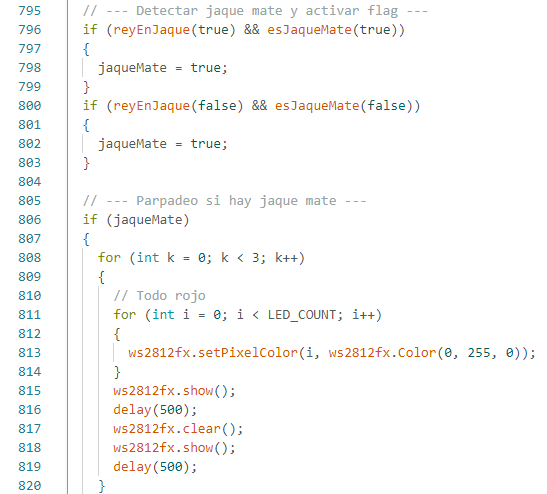 795 // --- Detectar jaque mate y activar flag ---
796 if (reyEnJaque(true) && esJaqueMate(true))
797 {
798 jaqueMate = true;
799 }
800 if (reyEnJaque(false) && esJaqueMate(false))
801 {
802 jaqueMate = true;
803 }
804
805 // --- Parpadeo si hay jaque mate ---
806 if (jaqueMate)
807 {
808 for (int k = 0; k < 3; k++)
809 {
810 // Todo rojo
811 for (int i = 0; i < LED_COUNT; i++)
812 {
813 ws2812fx.setPixelColor(i, ws2812fx.Color(0, 255, 0));
814 }
815 ws2812fx.show();
816 delay(500);
817 ws2812fx.clear();
818 ws2812fx.show();
819 delay(500);
820 }